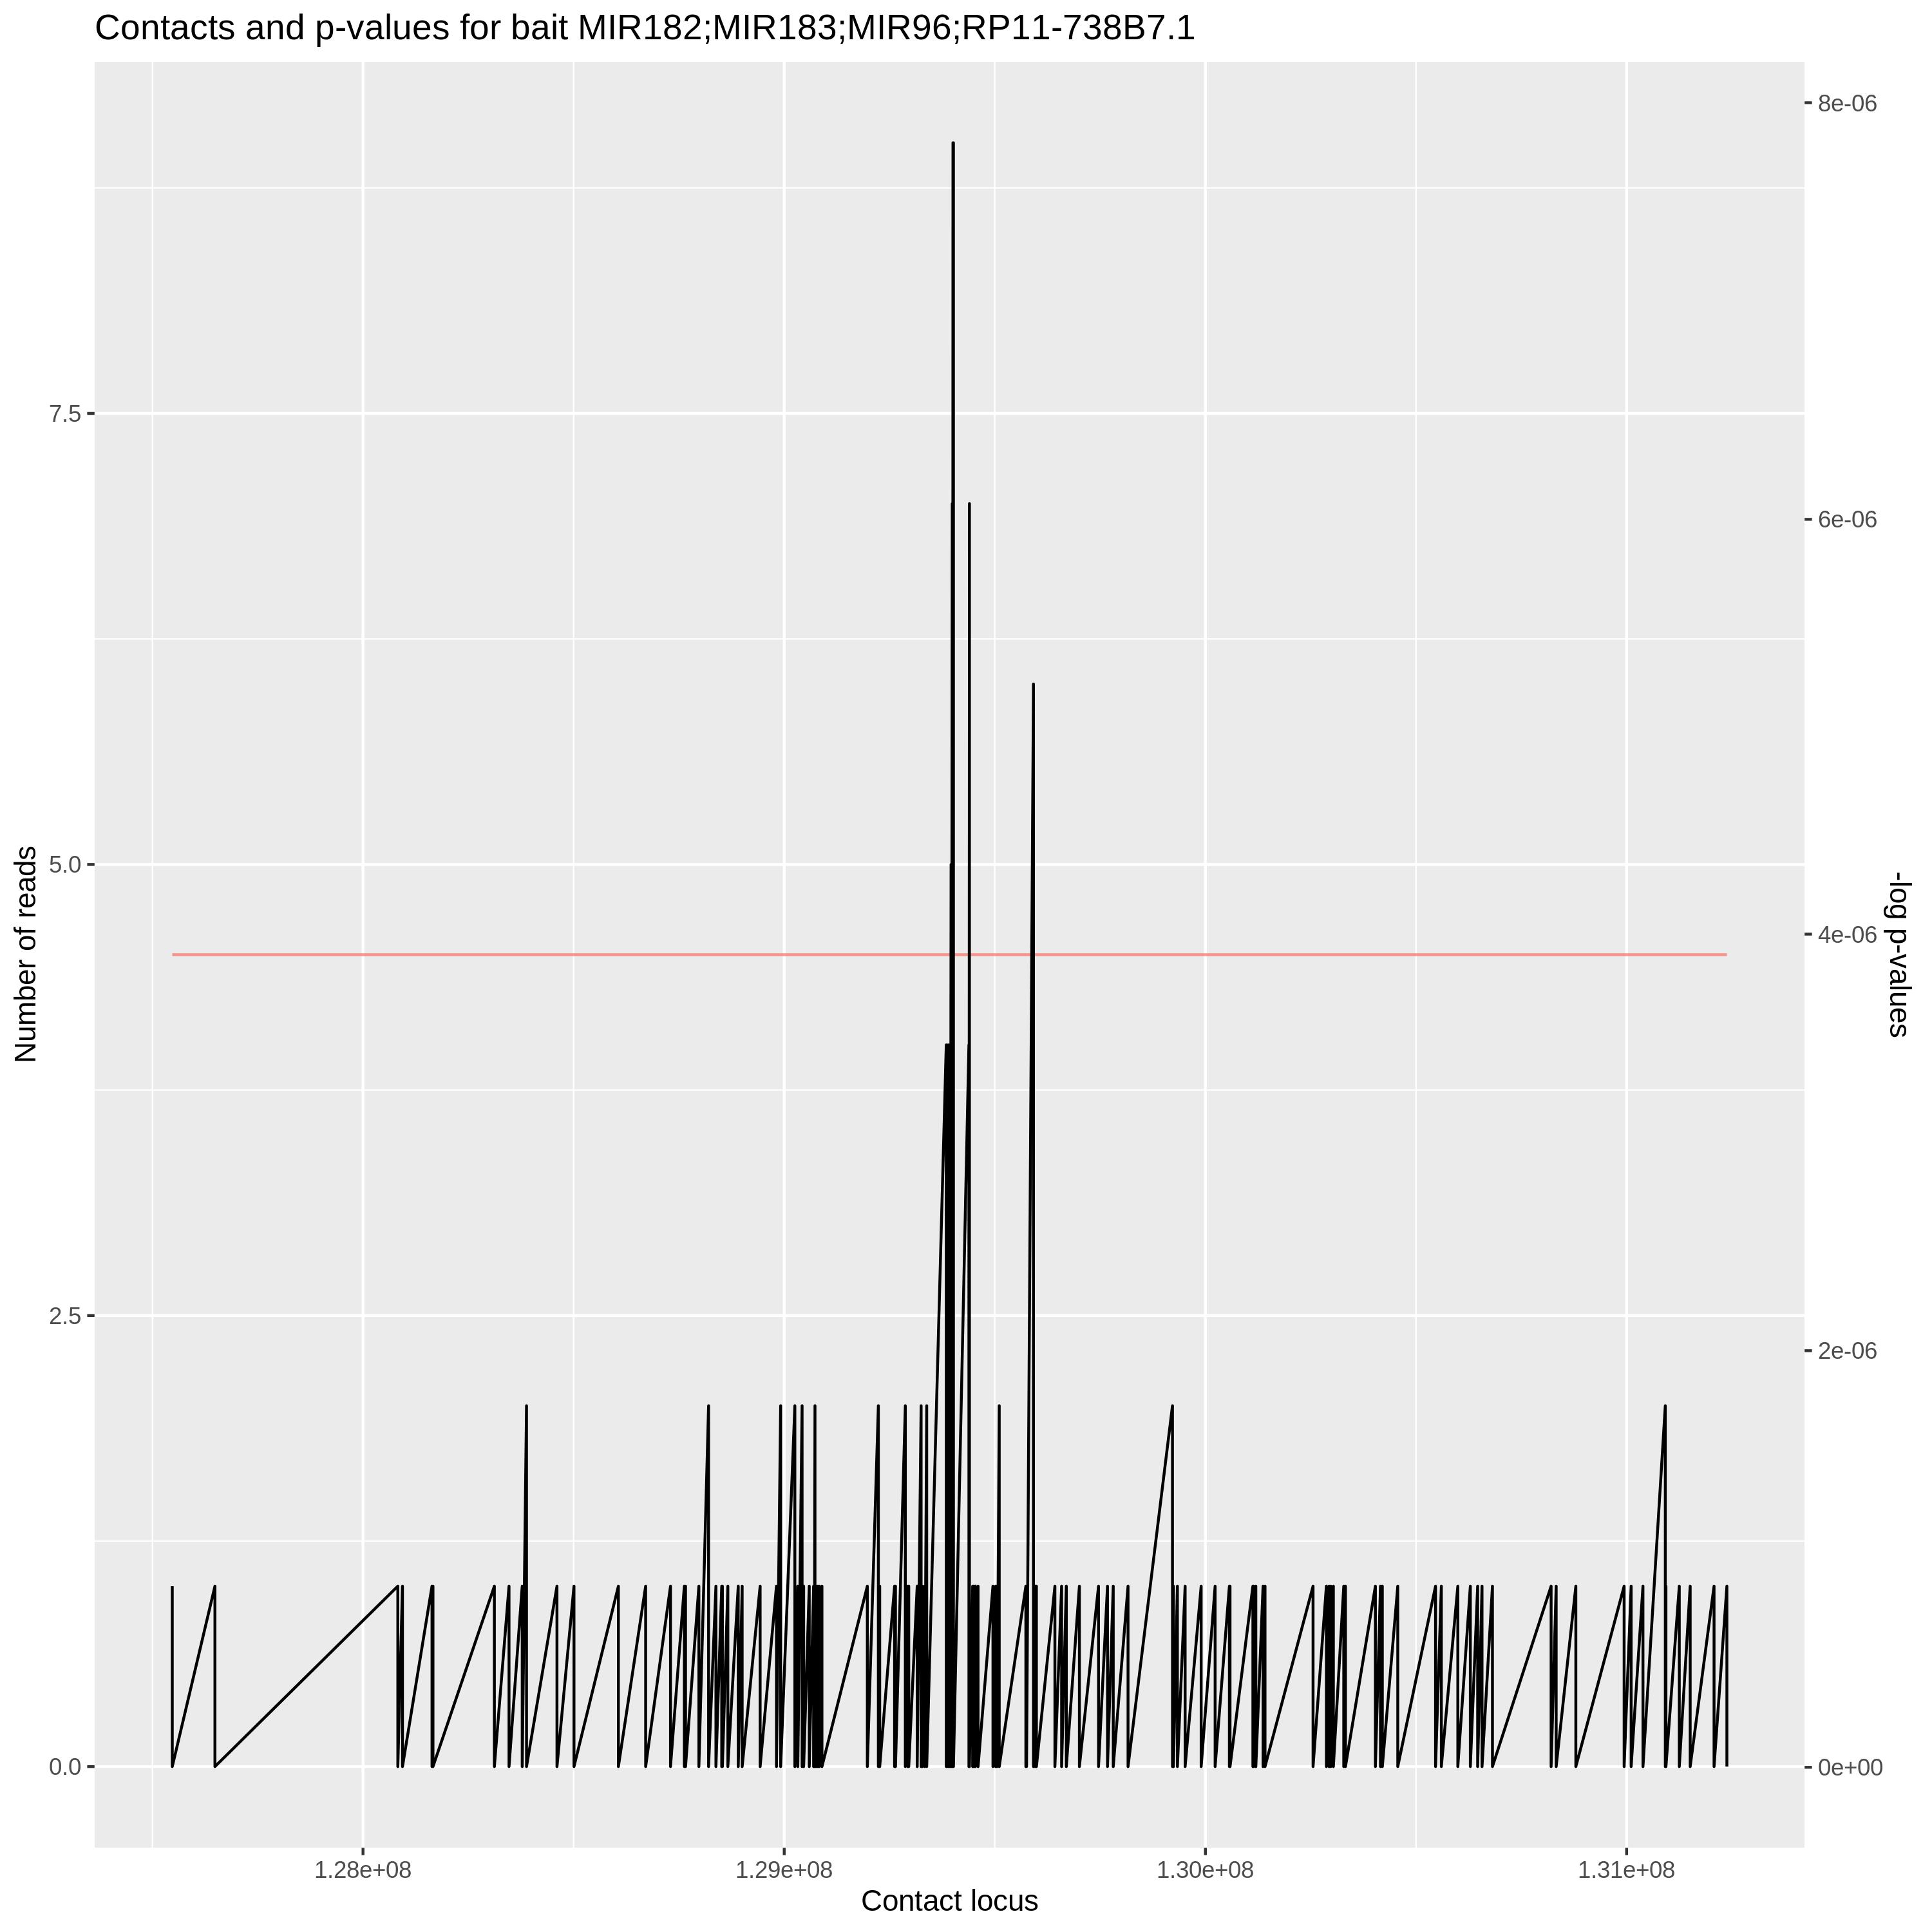 Contacts and p-values for bait MIR182;MIR183;MIR96;RP11-738B7.1
8e-06
7.5
6e-06
5.0
4e-06
Number of reads
-log p-values
2.5
2e-06
0.0
0e+00
1.28e+08
1.29e+08
1.30e+08
1.31e+08
Contact locus